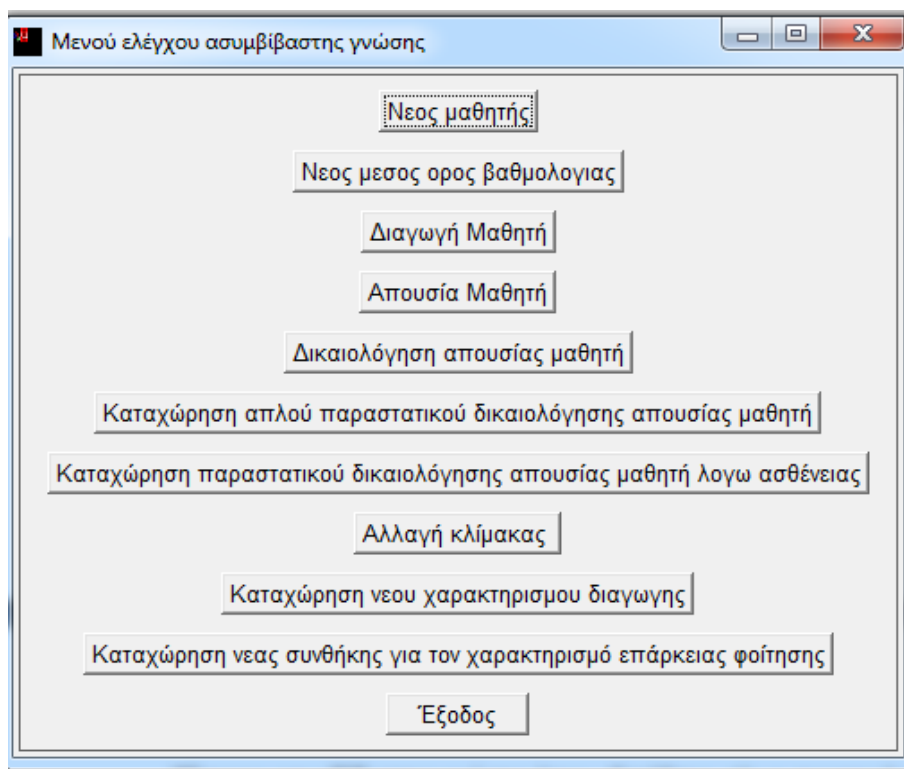 Μενού ελέγχου ασυμβίβαστης γνώσης
Νεος μαθητής
Νεος μεσος ορος βαθμολογιας
Διαγωγή Μαθητή
Απουσία Μαθητή
Δικαιολόγηση απουσίας μαθητή
Καταχώρηση απλού παραστατικού δικαιολόγησης απουσίας μαθητή
Καταχώρηση παραστατικού δικαιολόγησης απουσίας μαθητή λογω ασθένειας
Αλλαγή κλίμακας
Καταχώρηση νεου χαρακτηρισμου διαγωγης
Καταχώρηση νεας συνθήκης για τον χαρακτηρισμό επάρκειας φοίτησης
Έξοδος